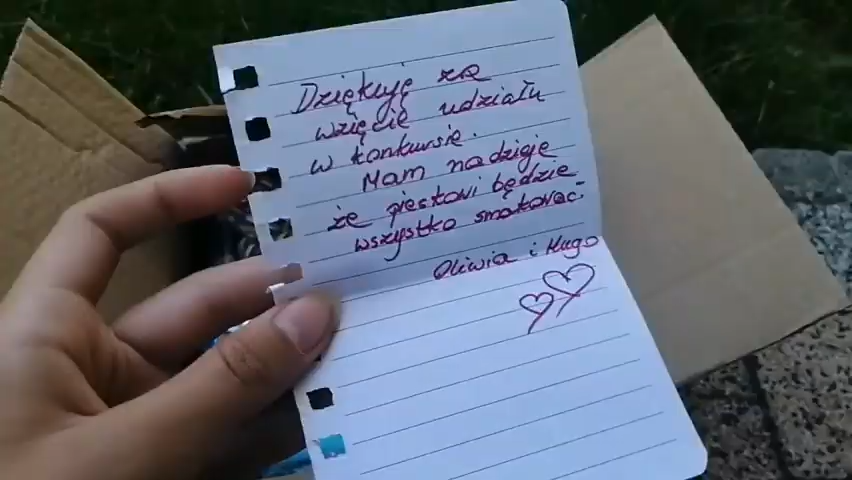 Dziękuję za
wzięcie udziału
w konkursie.
Mam nadzieję
że pieskowi będzie
wszystko smakować
Oliwia i Hugo